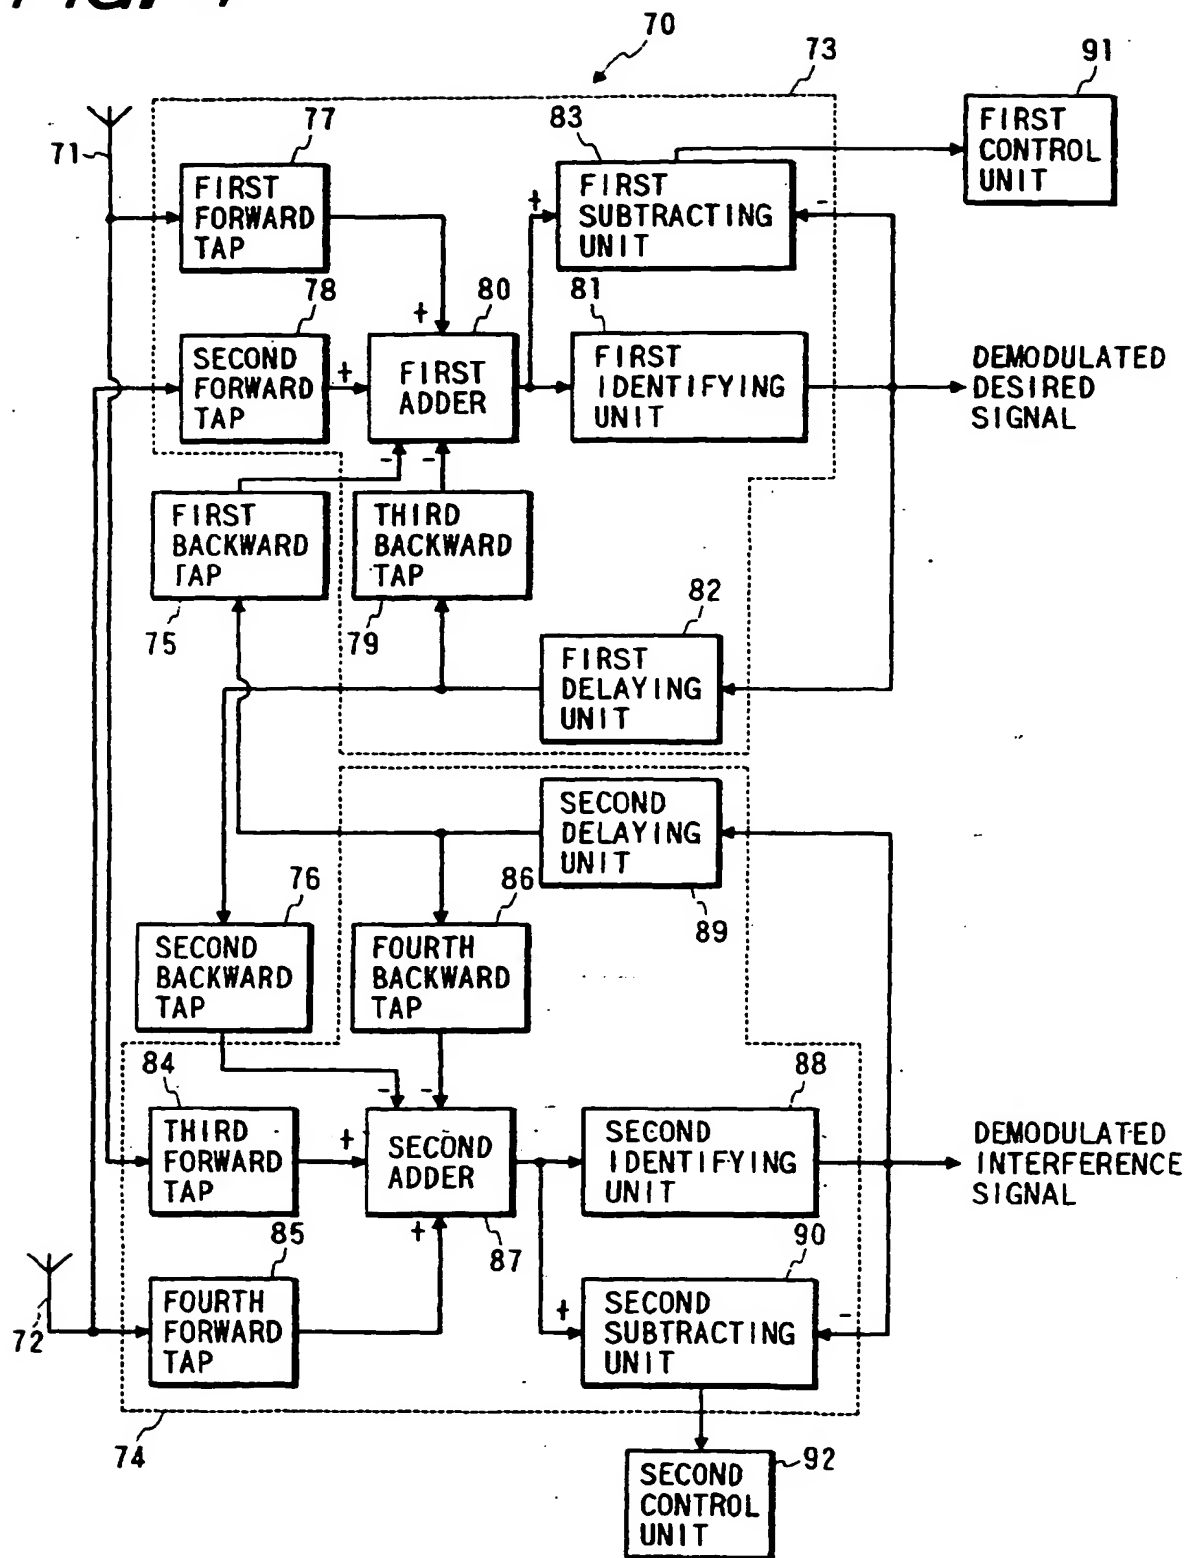 70
73
91
71
77
83
FIRST
CONTROL
UNIT
FIRST
FORWARD
TAP
+
FIRST
SUBTRACTING
UNIT
-
78
+
80
81
SECOND
FORWARD
TAP
+
FIRST
ADDER
FIRST
IDENTIFYING
UNIT
DEMODULATED
DESIRED
SIGNAL
-
-
FIRST
BACKWARD
TAP
THIRD
BACKWARD
TAP
75
79
82
FIRST
DELAYING
UNIT
SECOND
DELAYING
UNIT
76
86
89
SECOND
BACKWARD
TAP
FOURTH
BACKWARD
TAP
84
-
-
88
THIRD
FORWARD
TAP
+
SECOND
ADDER
SECOND
IDENTIFYING
UNIT
DEMODULATED
INTERFERENCE
SIGNAL
85
+
87
90
72
FOURTH
FORWARD
TAP
+
SECOND
SUBTRACTING
UNIT
-
74
92
SECOND
CONTROL
UNIT